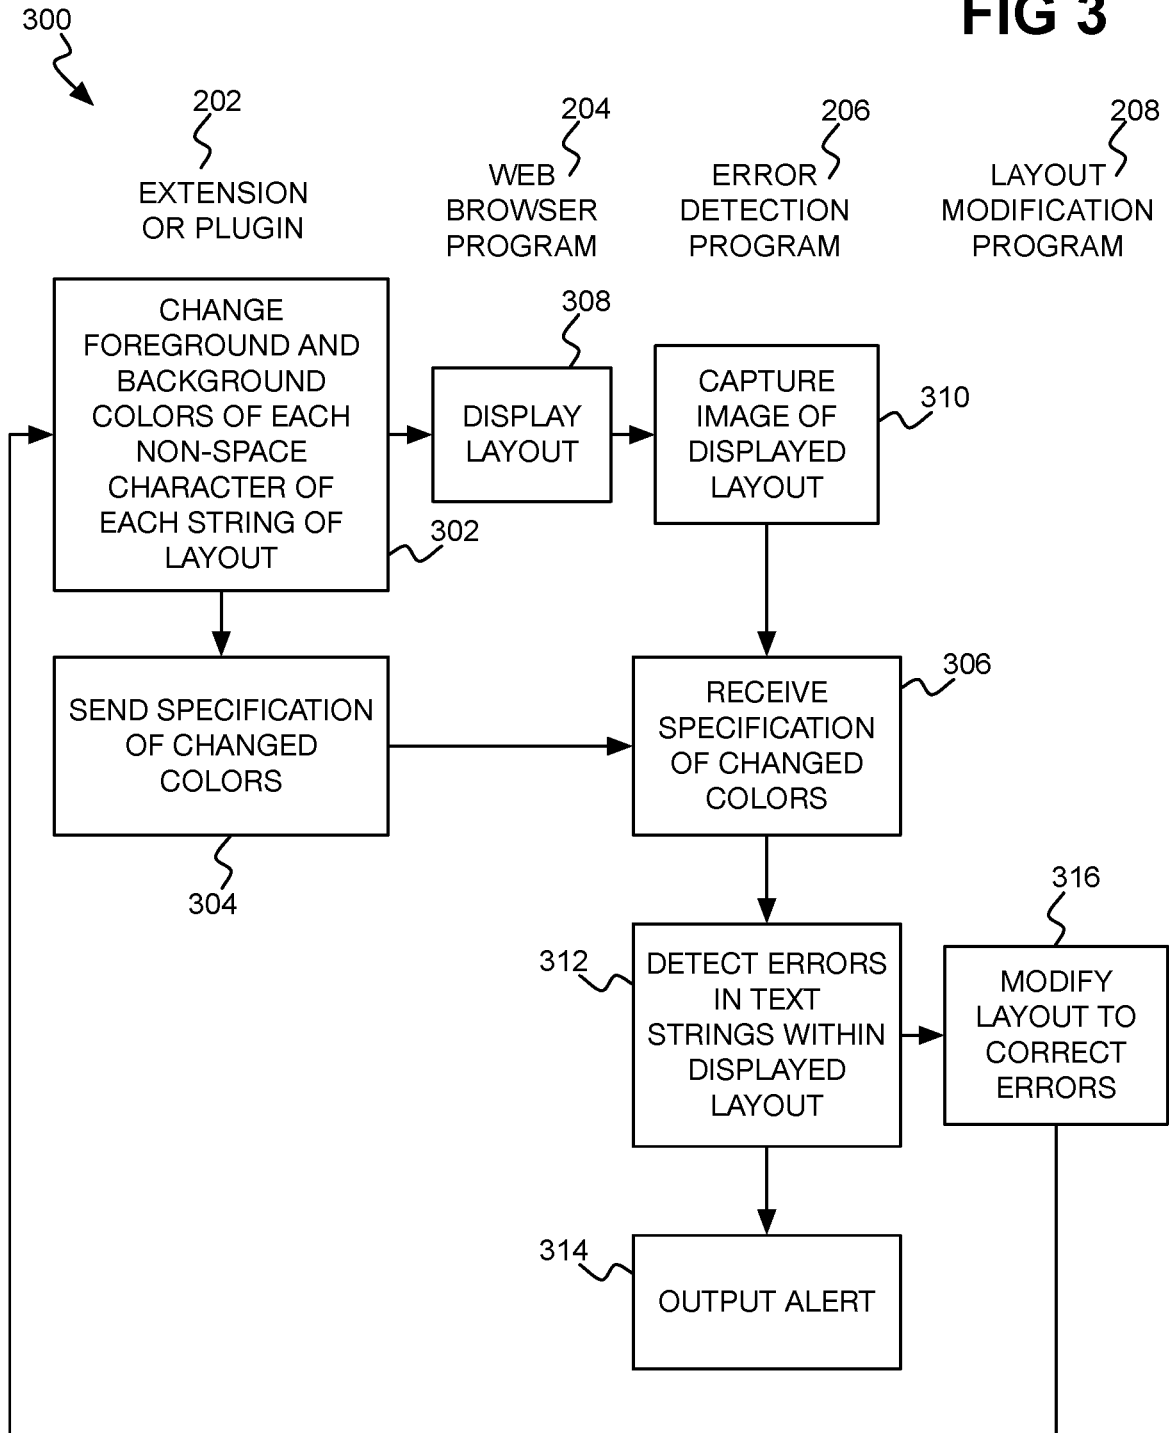 FIG 3
300
202
204
206
208
EXTENSION
OR PLUGIN
WEB
BROWSER
PROGRAM
ERROR
DETECTION
PROGRAM
LAYOUT
MODIFICATION
PROGRAM
CHANGE
FOREGROUND AND
BACKGROUND
COLORS OF EACH
NON-SPACE
CHARACTER OF
EACH STRING OF
LAYOUT
302
308
DISPLAY
LAYOUT
CAPTURE
IMAGE OF
DISPLAYED
LAYOUT
310
SEND SPECIFICATION
OF CHANGED
COLORS
304
RECEIVE
SPECIFICATION
OF CHANGED
COLORS
306
312
DETECT ERRORS
IN TEXT
STRINGS WITHIN
DISPLAYED
LAYOUT
316
MODIFY
LAYOUT TO
CORRECT
ERRORS
314
OUTPUT ALERT